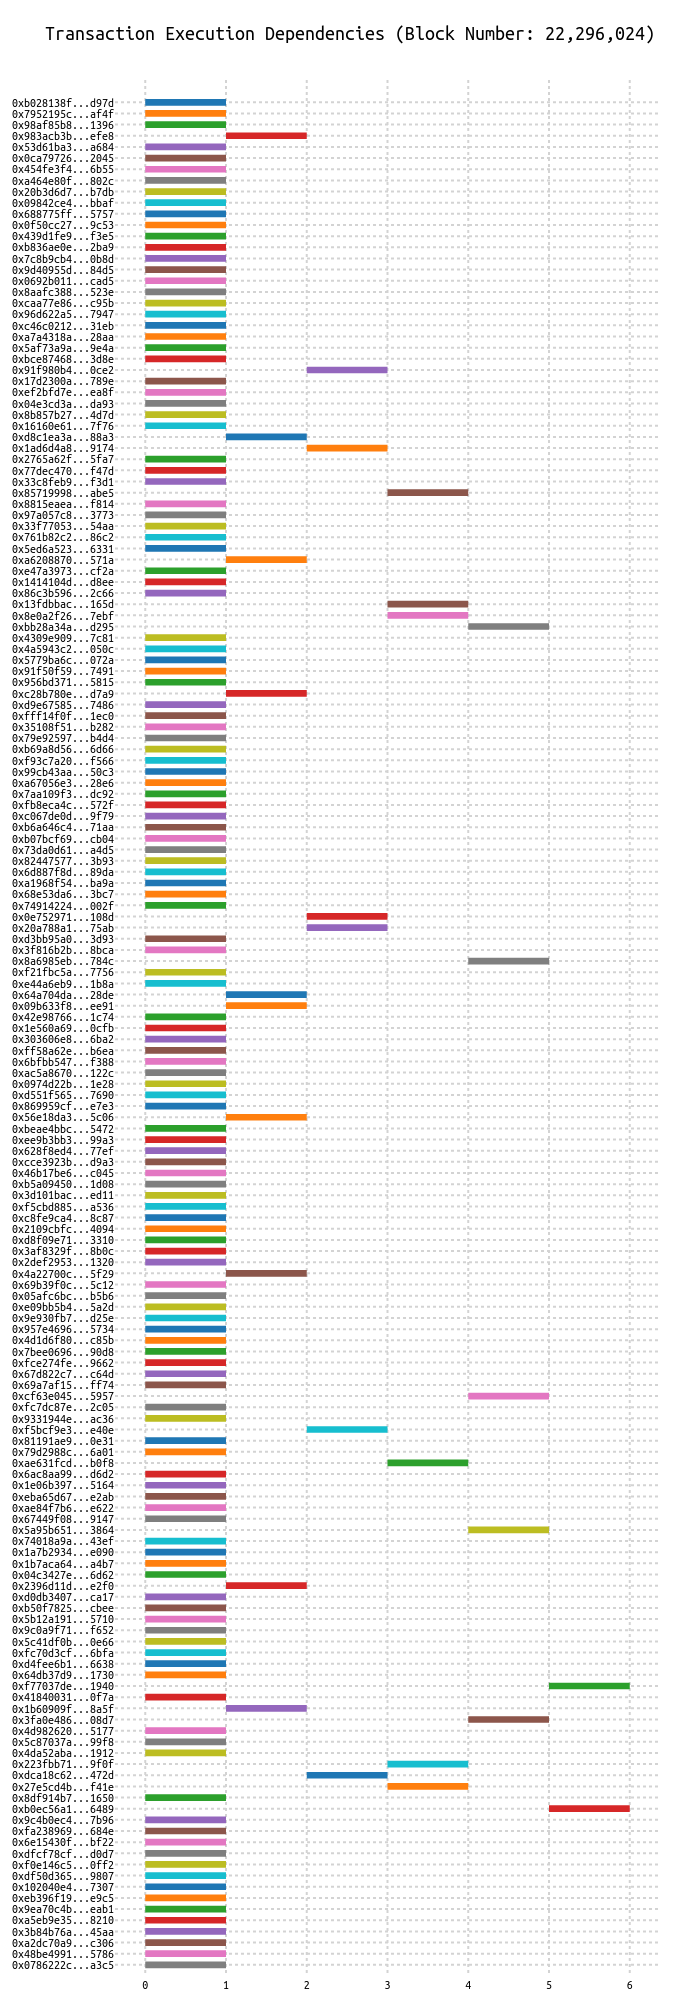 Transaction Execution Dependencies (Block Number: 22,296,024)
0xb028138f...d97d
0x7952195c...af4f
0x98af85b8...1396
0x983acb3b...efe8
0x53d61ba3...a684
0x0ca79726...2045
0x454fe3f4...6b55
0xa464e80f...802c
0x20b3d6d7...b7db
0x09842ce4...bbaf
0x688775ff...5757
0x0f50cc27...9c53
0x439d1fe9...f3e5
0xb836ae0e...2ba9
0x7c8b9cb4...0b8d
0x9d40955d...84d5
0x0692b011...cad5
0x8aafc388...523e
0xcaa77e86...c95b
0x96d622a5...7947
0xc46c0212...31eb
0xa7a4318a...28aa
0x5af73a9a...9e4a
0xbce87468...3d8e
0x91f980b4...0ce2
0x17d2300a...789e
0xef2bfd7e...ea8f
0x04e3cd3a...da93
0x8b857b27...4d7d
0x16160e61...7f76
0xd8c1ea3a...88a3
0x1ad6d4a8...9174
0x2765a62f...5fa7
0x77dec470...f47d
0x33c8feb9...f3d1
0x85719998...abe5
0x8815eaea...f814
0x97a057c8...3773
0x33f77053...54aa
0x761b82c2...86c2
0x5ed6a523...6331
0xa6208870...571a
0xe47a3973...cf2a
0x1414104d...d8ee
0x86c3b596...2c66
0x13fdbbac...165d
0x8e0a2f26...7ebf
0xbb28a34a...d295
0x4309e909...7c81
0x4a5943c2...050c
0x5779ba6c...072a
0x91f50f59...7491
0x956bd371...5815
0xc28b780e...d7a9
0xd9e67585...7486
0xfff14f0f...1ec0
0x35108f51...b282
0x79e92597...b4d4
0xb69a8d56...6d66
0xf93c7a20...f566
0x99cb43aa...50c3
0xa67056e3...28e6
0x7aa109f3...dc92
0xfb8eca4c...572f
0xc067de0d...9f79
0xb6a646c4...71aa
0xb07bcf69...cb04
0x73da0d61...a4d5
0x82447577...3b93
0x6d887f8d...89da
0xa1968f54...ba9a
0x68e53da6...3bc7
0x74914224...002f
0x0e752971...108d
0x20a788a1...75ab
0xd3bb95a0...3d93
0x3f816b2b...8bca
0x8a6985eb...784c
0xf21fbc5a...7756
0xe44a6eb9...1b8a
0x64a704da...28de
0x09b633f8...ee91
0x42e98766...1c74
0x1e560a69...0cfb
0x303606e8...6ba2
0xff58a62e...b6ea
0x6bfbb547...f388
0xac5a8670...122c
0x0974d22b...1e28
0xd551f565...7690
0x869959cf...e7e3
0x56e18da3...5c06
0xbeae4bbc...5472
0xee9b3bb3...99a3
0x628f8ed4...77ef
0xcce3923b...d9a3
0x46b17be6...c045
0xb5a09450...1d08
0x3d101bac...ed11
0xf5cbd885...a536
0xc8fe9ca4...8c87
0x2109cbfc...4094
0xd8f09e71...3310
0x3af8329f...8b0c
0x2def2953...1320
0x4a22700c...5f29
0x69b39f0c...5c12
0x05afc6bc...b5b6
0xe09bb5b4...5a2d
0x9e930fb7...d25e
0x957e4696...5734
0x4d1d6f80...c85b
0x7bee0696...90d8
0xfce274fe...9662
0x67d822c7...c64d
0x69a7af15...ff74
0xcf63e045...5957
0xfc7dc87e...2c05
0x9331944e...ac36
0xf5bcf9e3...e40e
0x81191ae9...0e31
0x79d2988c...6a01
0xae631fcd...b0f8
0x6ac8aa99...d6d2
0x1e06b397...5164
0xeba65d67...e2ab
0xae84f7b6...e622
0x67449f08...9147
0x5a95b651...3864
0x74018a9a...43ef
0x1a7b2934...e090
0x1b7aca64...a4b7
0x04c3427e...6d62
0x2396d11d...e2f0
0xd0db3407...ca17
0xb50f7825...cbee
0x5b12a191...5710
0x9c0a9f71...f652
0x5c41df0b...0e66
0xfc70d3cf...6bfa
0xd4fee6b1...6638
0x64db37d9...1730
0xf77037de...1940
0x41840031...0f7a
0x1b60909f...8a5f
0x3fa0e486...08d7
0x4d982620...5177
0x5c87037a...99f8
0x4da52aba...1912
0x223fbb71...9f0f
0xdca18c62...472d
0x27e5cd4b...f41e
0x8df914b7...1650
0xb0ec56a1...6489
0x9c4b0ec4...7b96
0xfa238969...684e
0x6e15430f...bf22
0xdfcf78cf...d0d7
0xf0e146c5...0ff2
0xdf50d365...9807
0x102040e4...7307
0xeb396f19...e9c5
0x9ea70c4b...eab1
0xa5eb9e35...8210
0x3b84b76a...45aa
0xa2dc70a9...c306
0x48be4991...5786
0x0786222c...a3c5
0 1 2 3 4 5 6